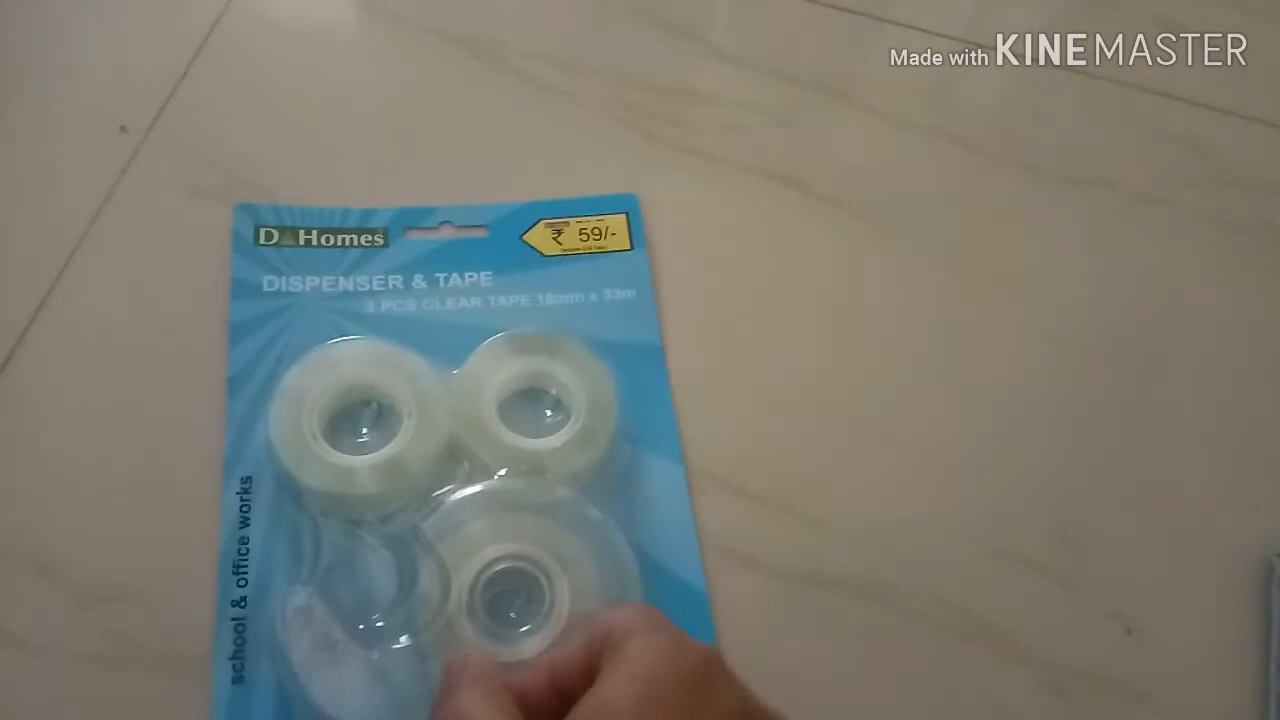 Made with KINEMASTER
D Homes
₹ 59/-
DISPENSER & TAPE
3 PCS CLEAR TAPE 18mm x 33m
school & office works